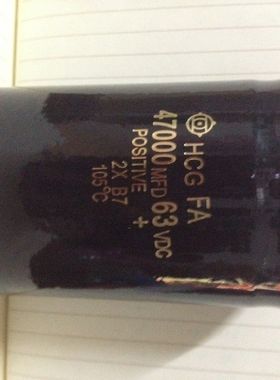 HCG FA
47000 MFD 63 VDC
POSITIVE +
2X B7
105°C